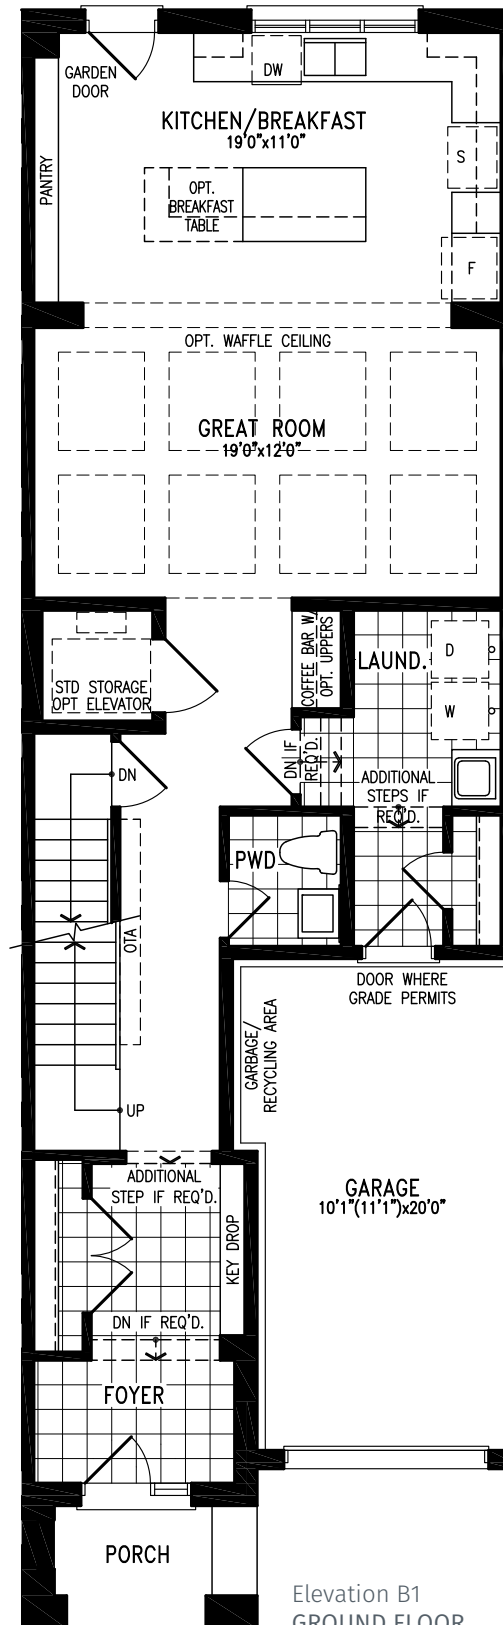 GARDEN
DOOR
DW
KITCHEN/BREAKFAST
19'0"x11'0"
PANTRY
S
OPT.
BREAKFAST
TABLE
F
OPT. WAFFLE CEILING
GREAT ROOM
19'0"x12'0"
COFFEE BAR W/
OPT. UPPERS
LAUND.
D
W
STD STORAGE
OPT ELEVATOR
DN
DN IF
REQ'D.
ADDITIONAL
STEPS IF
REQ'D.
PWD
OTA
DOOR WHERE
GRADE PERMITS
GARBAGE/
RECYCLING AREA
UP
ADDITIONAL
STEP IF REQ'D.
KEY DROP
GARAGE
10'1"(11'1")x20'0"
DN IF REQ'D.
FOYER
PORCH
Elevation B1
GROUND FLOOR